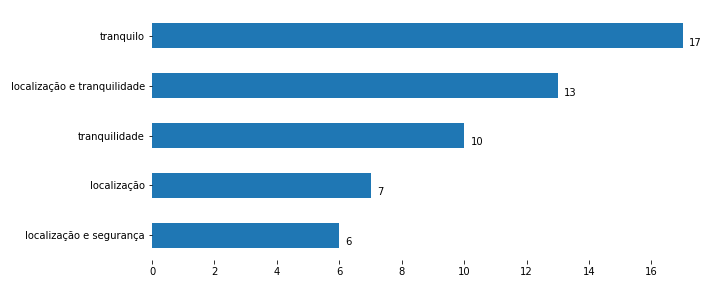 tranquilo
17
localização e tranquilidade
13
tranquilidade
10
localização
7
localização e segurança
6
0 2 4 6 8 10 12 14 16